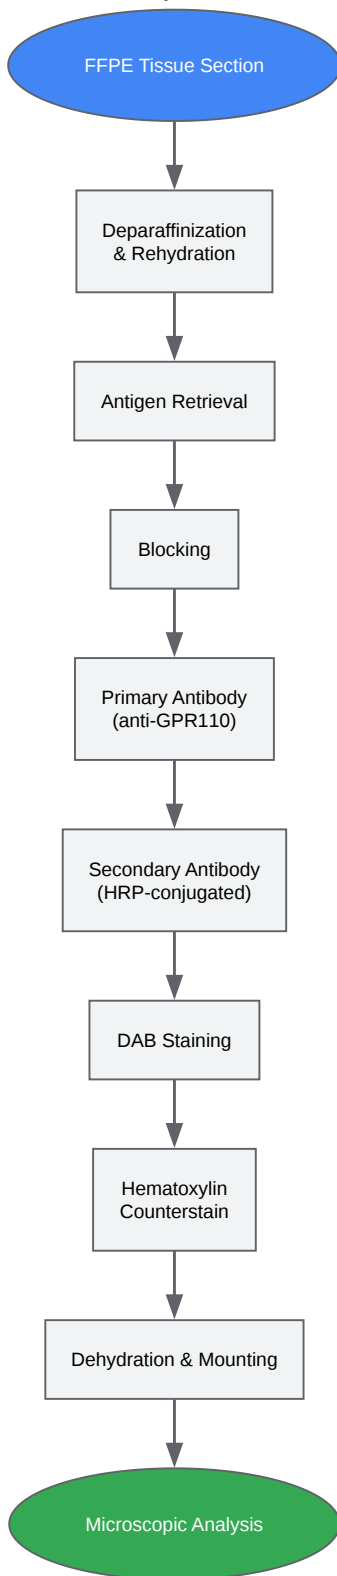 FFPE Tissue Section
Deparaffinization
& Rehydration
Antigen Retrieval
Blocking
Primary Antibody
(anti-GPR110)
Secondary Antibody
(HRP-conjugated)
DAB Staining
Hematoxylin
Counterstain
Dehydration & Mounting
Microscopic Analysis